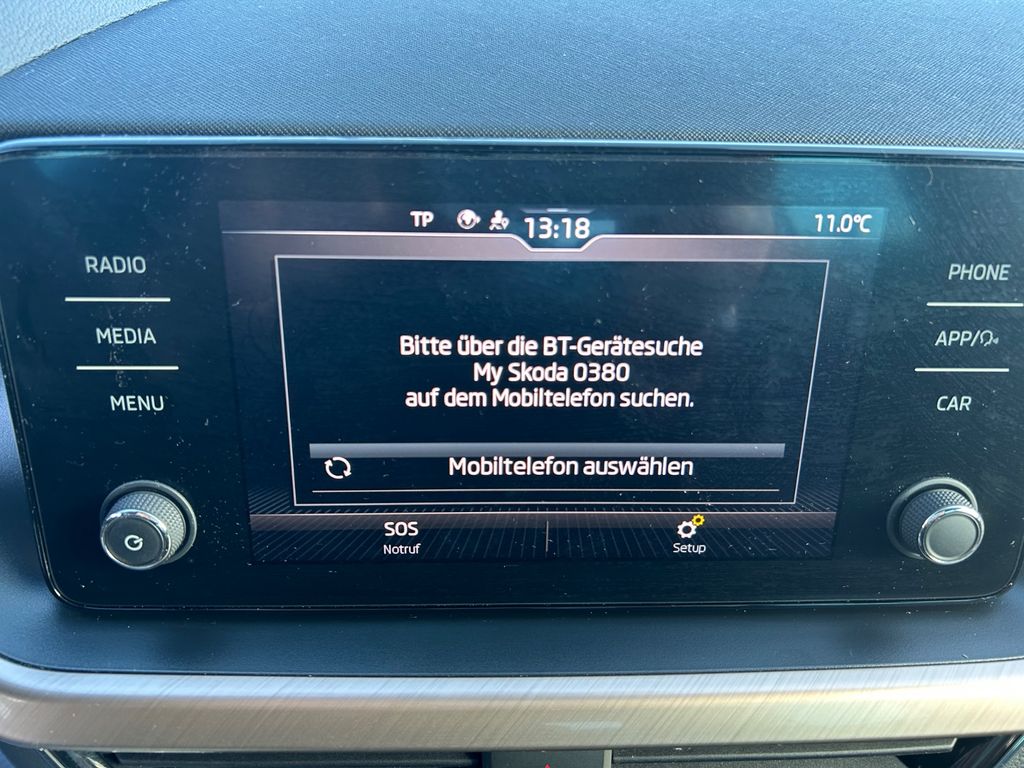 TP 13:18 11.0°C
RADIO
MEDIA
MENU
Bitte über die BT-Gerätesuche
My Skoda 0380
auf dem Mobiltelefon suchen.
Mobiltelefon auswählen
SOS
Notruf
Setup
PHONE
APP/
CAR